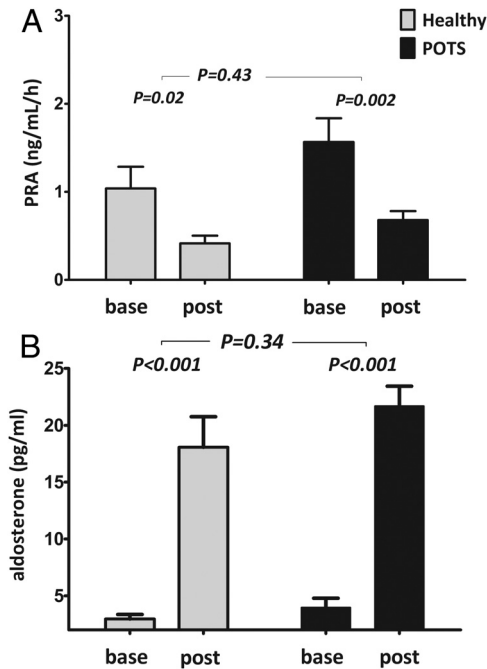 A
Healthy
POTS
3
2
1
0
PRA (ng/mL/h)
P=0.43
P=0.02
P=0.002
base post base post
B
25
20
15
10
5
aldosterone (pg/ml)
P=0.34
P<0.001 P<0.001
base post base post